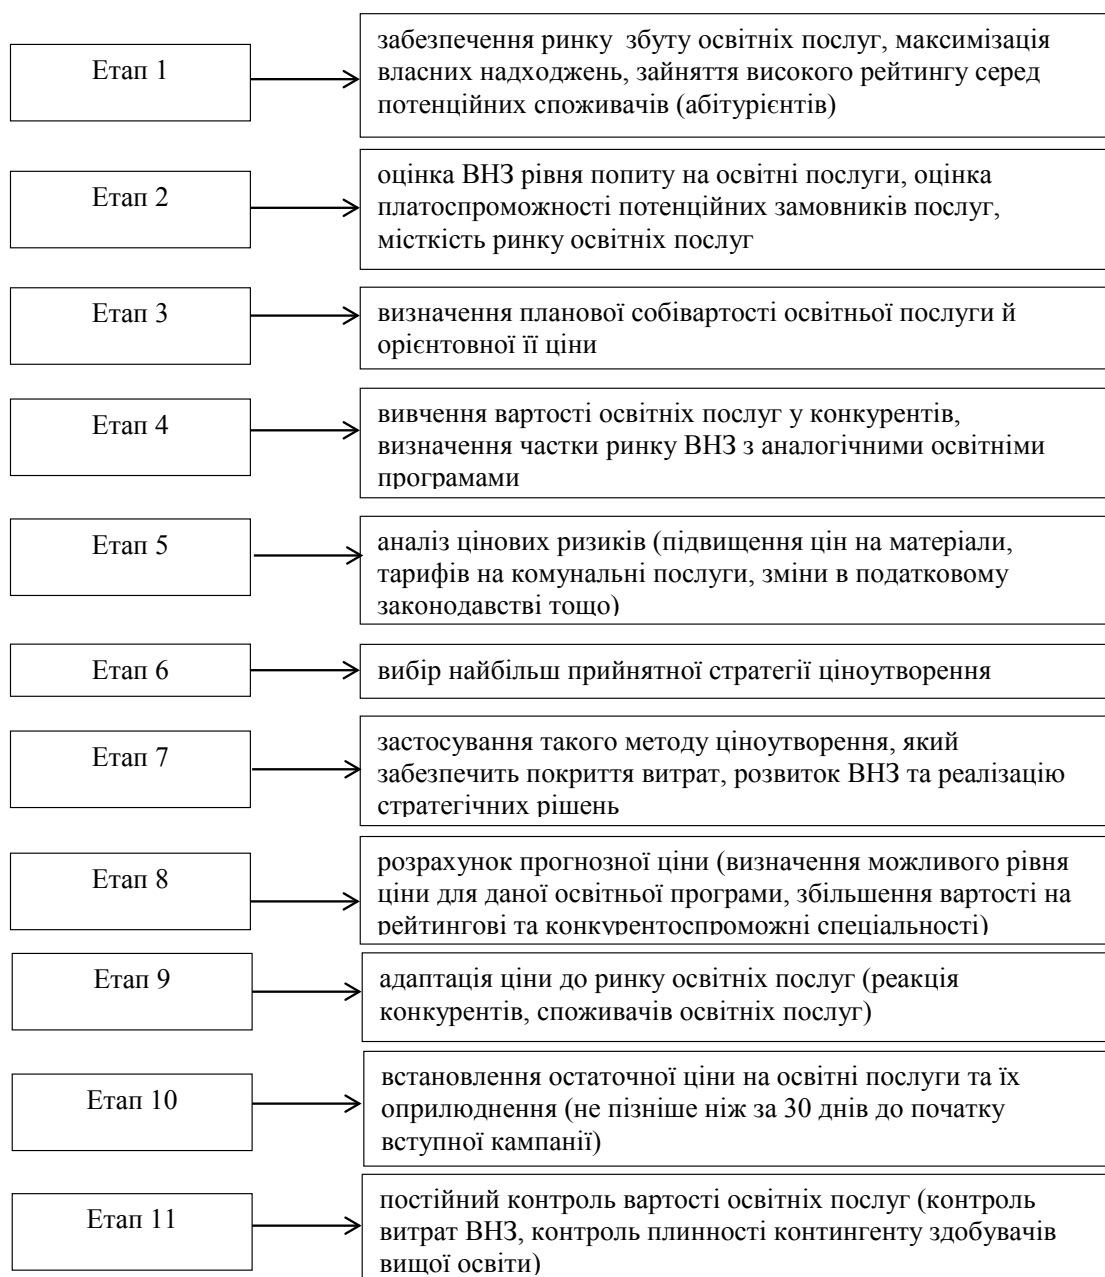 Етап 1
забезпечення ринку збуту освітніх послуг, максимізація
власних надходжень, зайняття високого рейтингу серед
потенційних споживачів (абітурієнтів)
Етап 2
оцінка ВНЗ рівня попиту на освітні послуги, оцінка
платоспроможності потенційних замовників послуг,
місткість ринку освітніх послуг
Етап 3
визначення планової собівартості освітньої послуги й
орієнтовної її ціни
Етап 4
вивчення вартості освітніх послуг у конкурентів,
визначення частки ринку ВНЗ з аналогічними освітніми
програмами
Етап 5
аналіз цінових ризиків (підвищення цін на матеріали,
тарифів на комунальні послуги, зміни в податковому
законодавстві тощо)
Етап 6
вибір найбільш прийнятної стратегії ціноутворення
Етап 7
застосування такого методу ціноутворення, який
забезпечить покриття витрат, розвиток ВНЗ та реалізацію
стратегічних рішень
Етап 8
розрахунок прогнозної ціни (визначення можливого рівня
ціни для даної освітньої програми, збільшення вартості на
рейтингові та конкурентоспроможні спеціальності)
Етап 9
адаптація ціни до ринку освітніх послуг (реакція
конкурентів, споживачів освітніх послуг)
Етап 10
встановлення остаточної ціни на освітні послуги та їх
оприлюднення (не пізніше ніж за 30 днів до початку
вступної кампанії)
Етап 11
постійний контроль вартості освітніх послуг (контроль
витрат ВНЗ, контроль плинності контингенту здобувачів
вищої освіти)